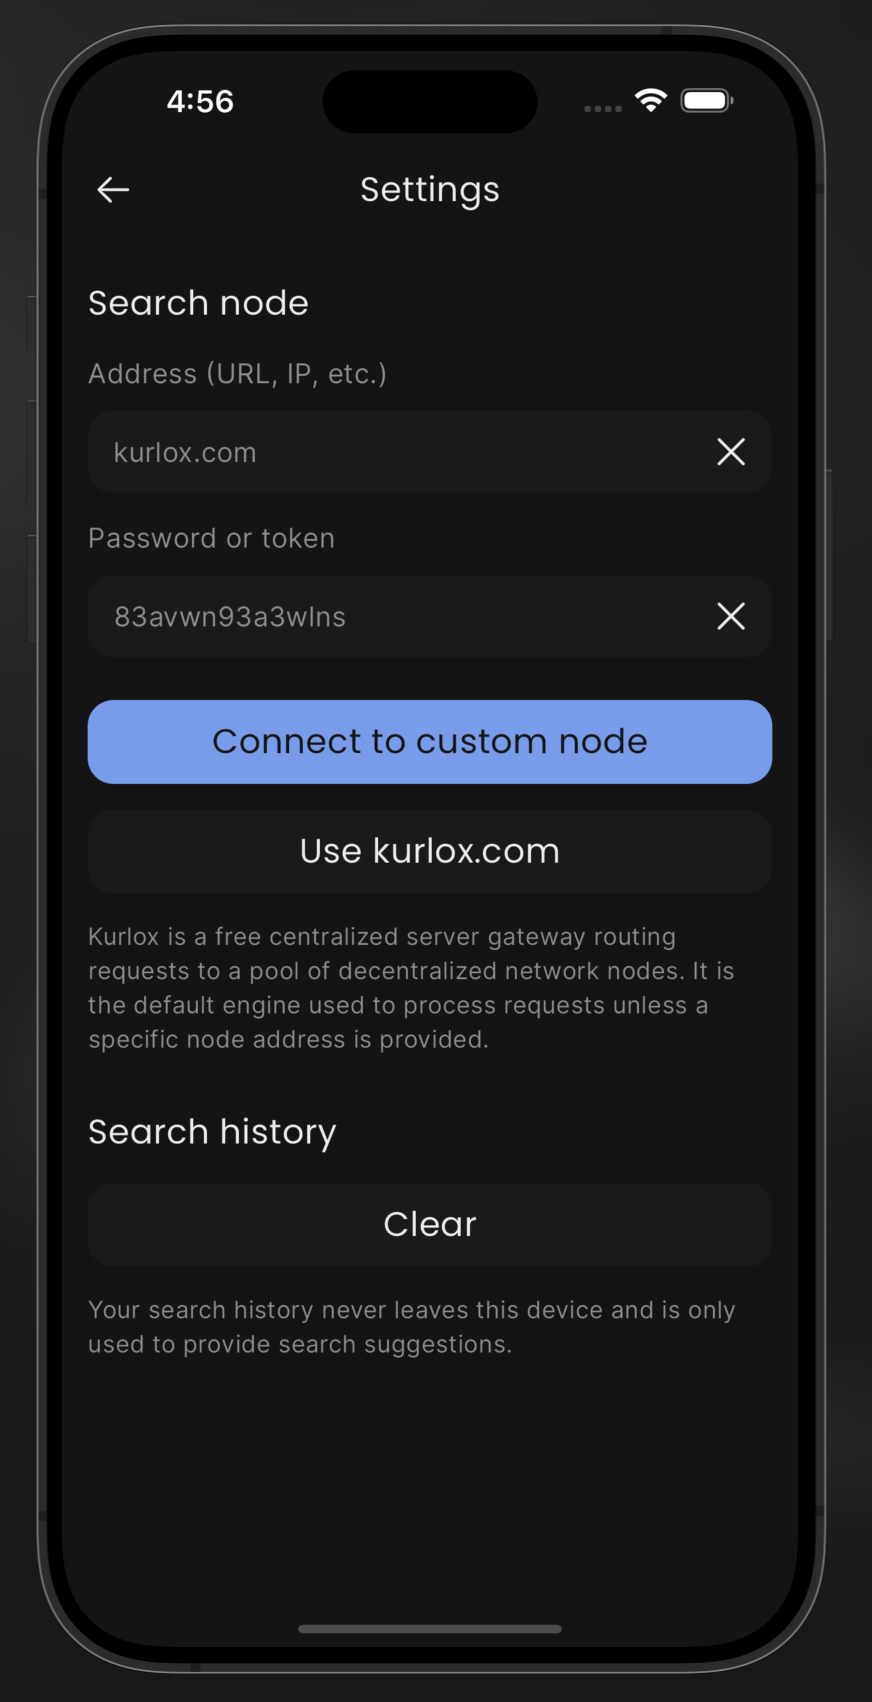 4:56
Settings
Search node
Address (URL, IP, etc.)
kurlox.com
Password or token
83avwn93a3wlns
Connect to custom node
Use kurlox.com
Kurlox is a free centralized server gateway routing
requests to a pool of decentralized network nodes. It is
the default engine used to process requests unless a
specific node address is provided.
Search history
Clear
Your search history never leaves this device and is only
used to provide search suggestions.